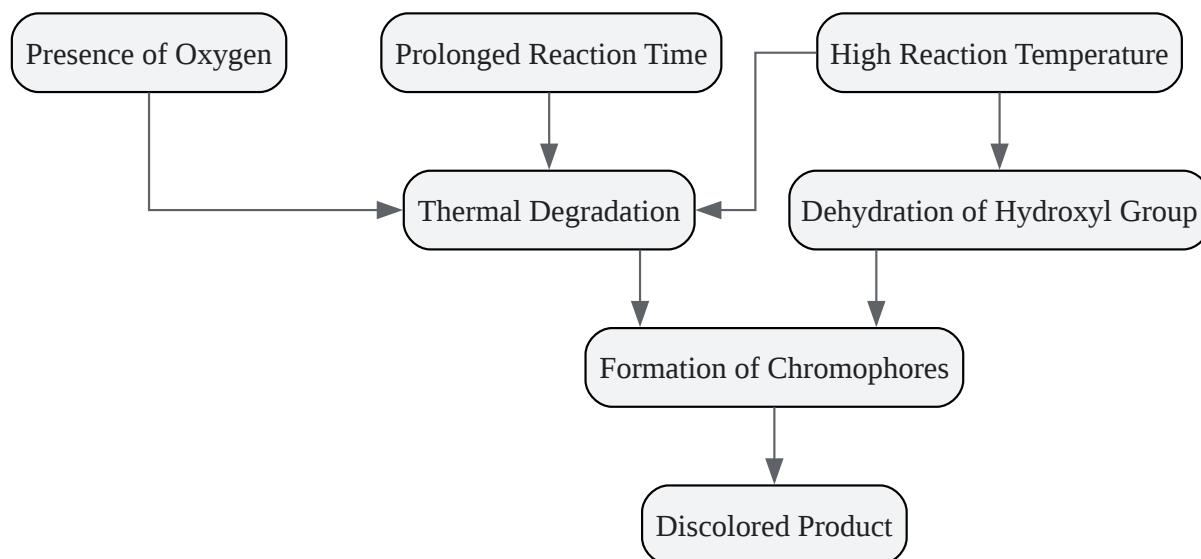 Presence of Oxygen
Prolonged Reaction Time
High Reaction Temperature
Thermal Degradation
Dehydration of Hydroxyl Group
Formation of Chromophores
Discolored Product